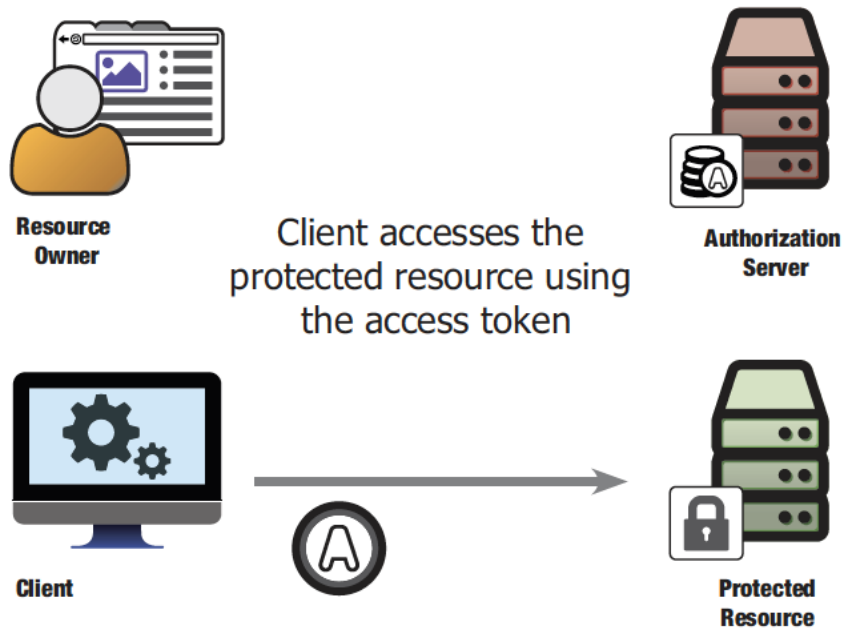 Resource
Owner
Authorization
Server
Client accesses the
protected resource using
the access token
A
A
Client
Protected
Resource